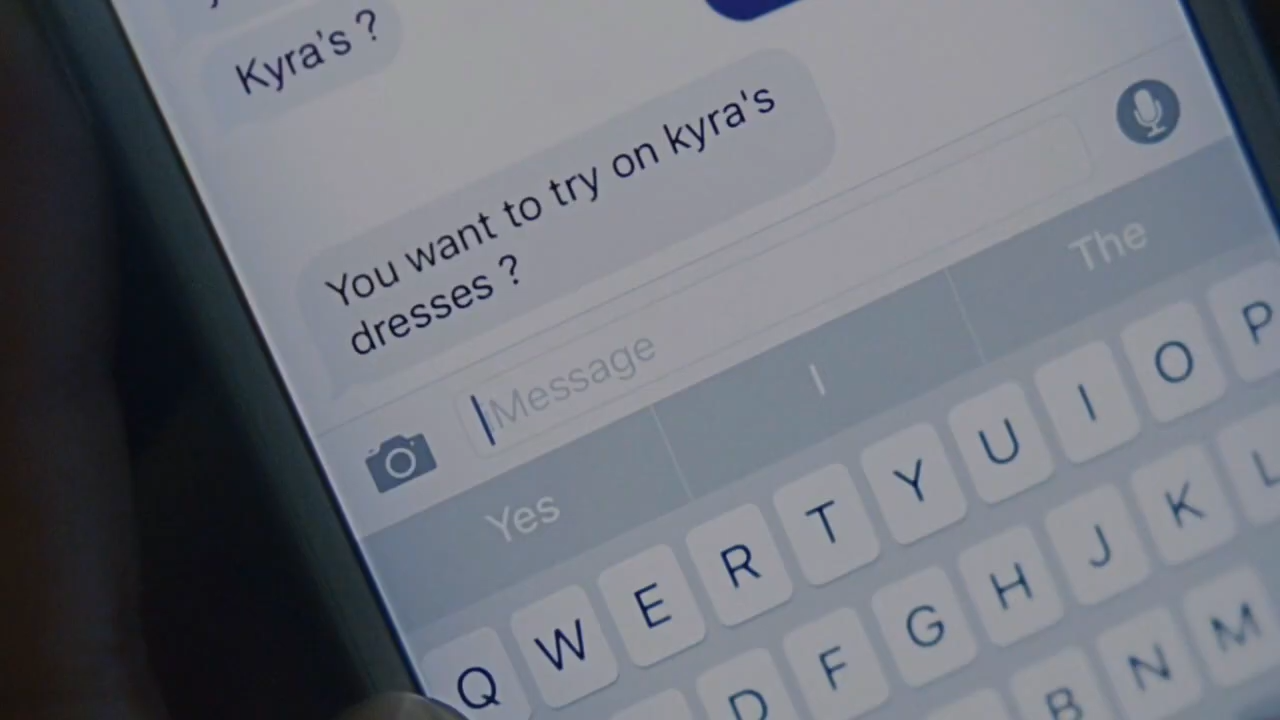 Kyra's ?
You want to try on kyra's
dresses ?
Message
Yes
I
The
Q W E R T Y U I O P
D F G H J K L
B N M